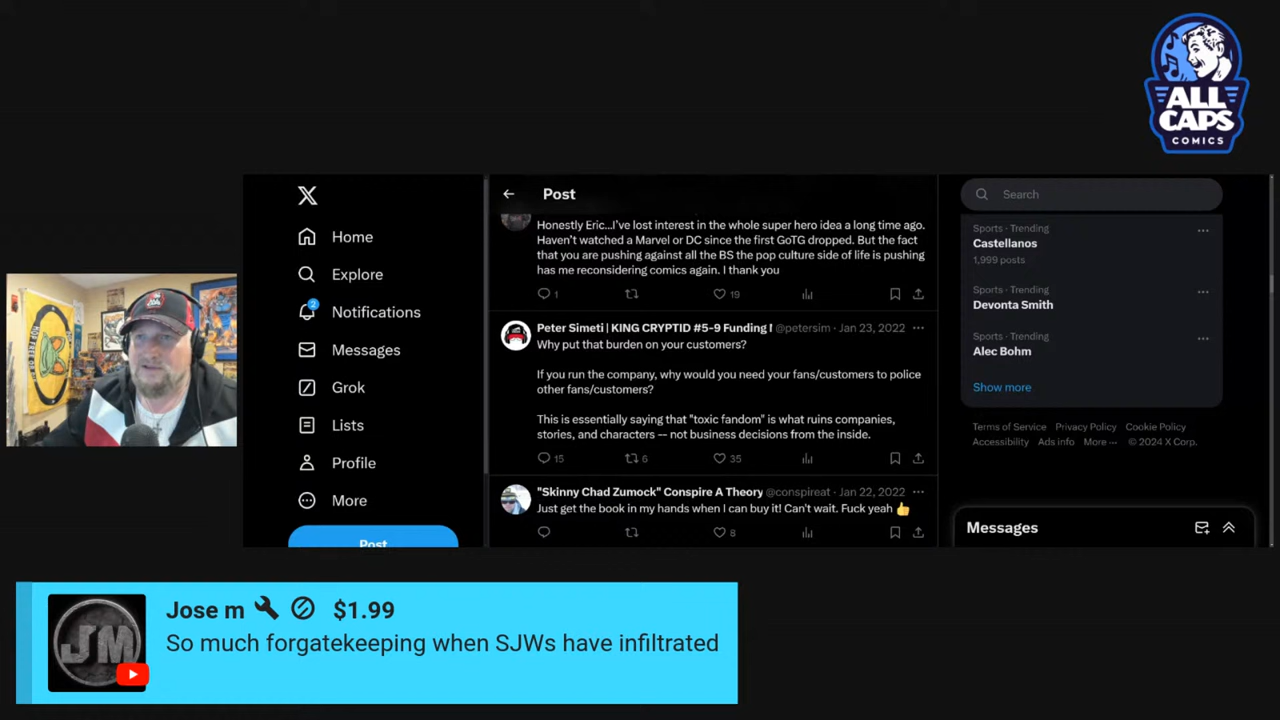 ALL
CAPS
COMICS
Home
Explore
2
Notifications
Messages
Grok
Lists
Profile
More
Post
Post
Honestly Eric...I've lost interest in the whole super hero idea a long time ago.
Haven't watched a Marvel or DC since the first GoTG dropped. But the fact
that you are pushing against all the BS the pop culture side of life is pushing
has me reconsidering comics again. I thank you
1
19
Peter Simeti | KING CRYPTID #5-9 Funding ! @petersim · Jan 23, 2022
Why put that burden on your customers?
If you run the company, why would you need your fans/customers to police
other fans/customers?
This is essentially saying that "toxic fandom" is what ruins companies,
stories, and characters — not business decisions from the inside.
15
6
35
"Skinny Chad Zumock" Conspire A Theory @conspireat · Jan 22, 2022
Just get the book in my hands when I can buy it! Can't wait. Fuck yeah 👍
8
Search
Sports · Trending
Castellanos
1,999 posts
Sports · Trending
Devonta Smith
Sports · Trending
Alec Bohm
Show more
Terms of Service Privacy Policy Cookie Policy
Accessibility Ads info More ··· © 2024 X Corp.
Messages
JM
Jose m $1.99
So much forgatekeeping when SJWs have infiltrated